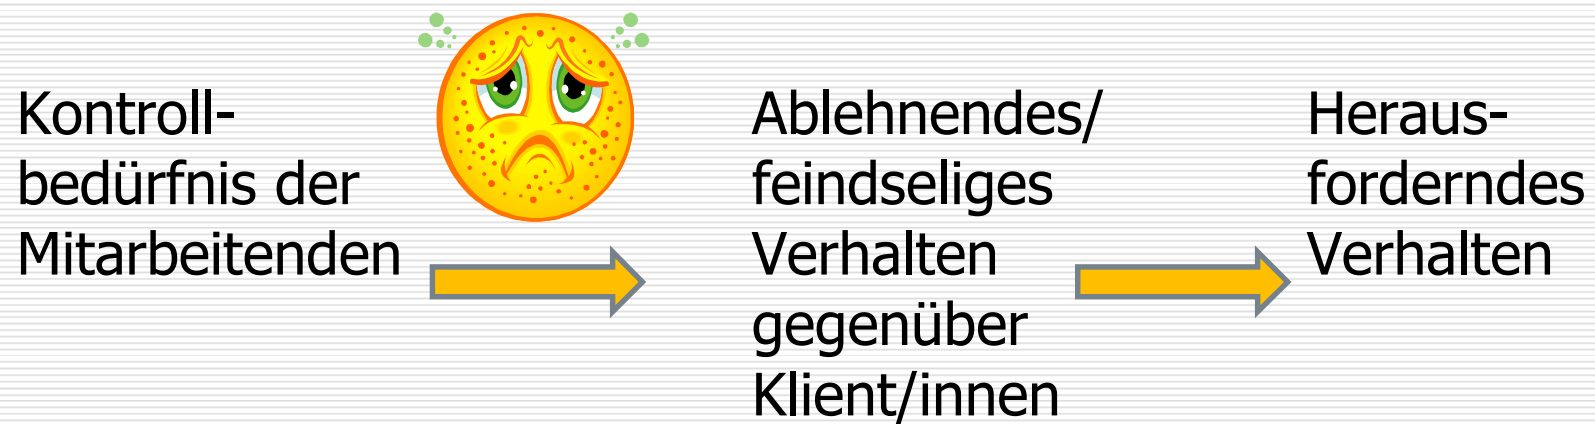 Kontroll-
bedürfnis der
Mitarbeitenden
Ablehnendes/
feindseliges
Verhalten
gegenüber
Klient/innen
Heraus-
forderndes
Verhalten